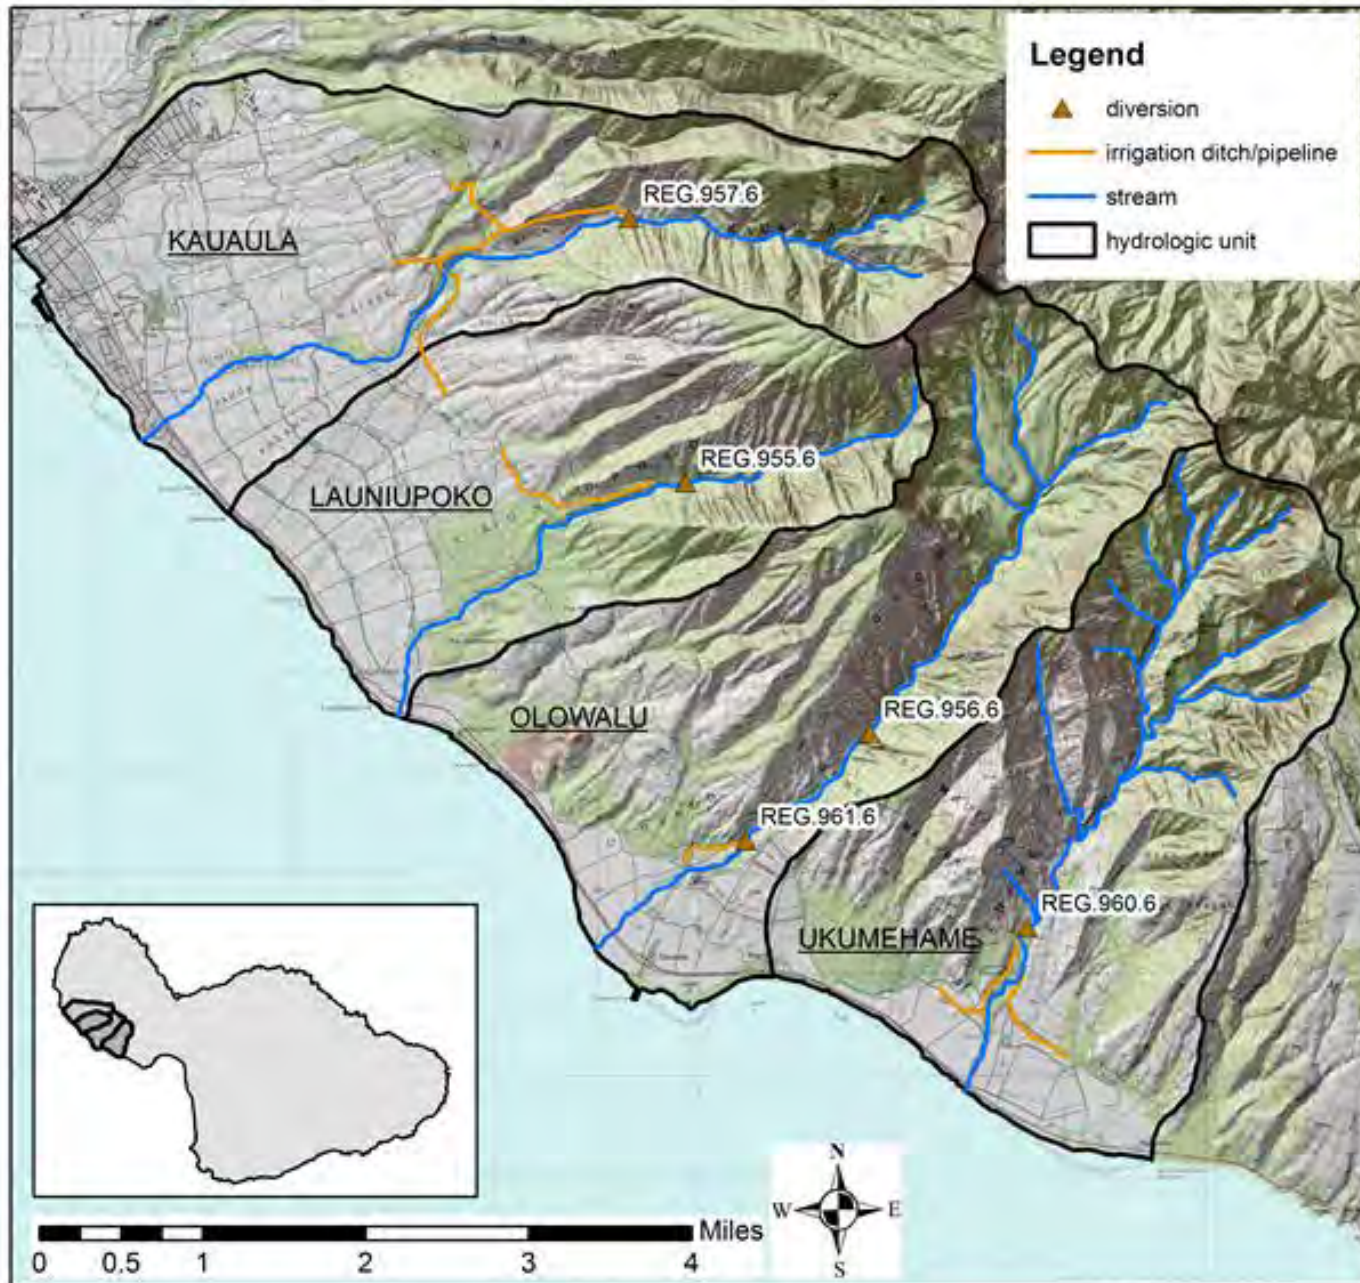 Legend
diversion
irrigation ditch/pipeline
stream
hydrologic unit
REG.957.6
KAUAULA
REG.955.6
LAUNIUPOKO
REG.956.6
OLOWALU
REG.961.6
REG.960.6
UKUMEHAME
N
W E
S
Miles
0 0.5 1 2 3 4